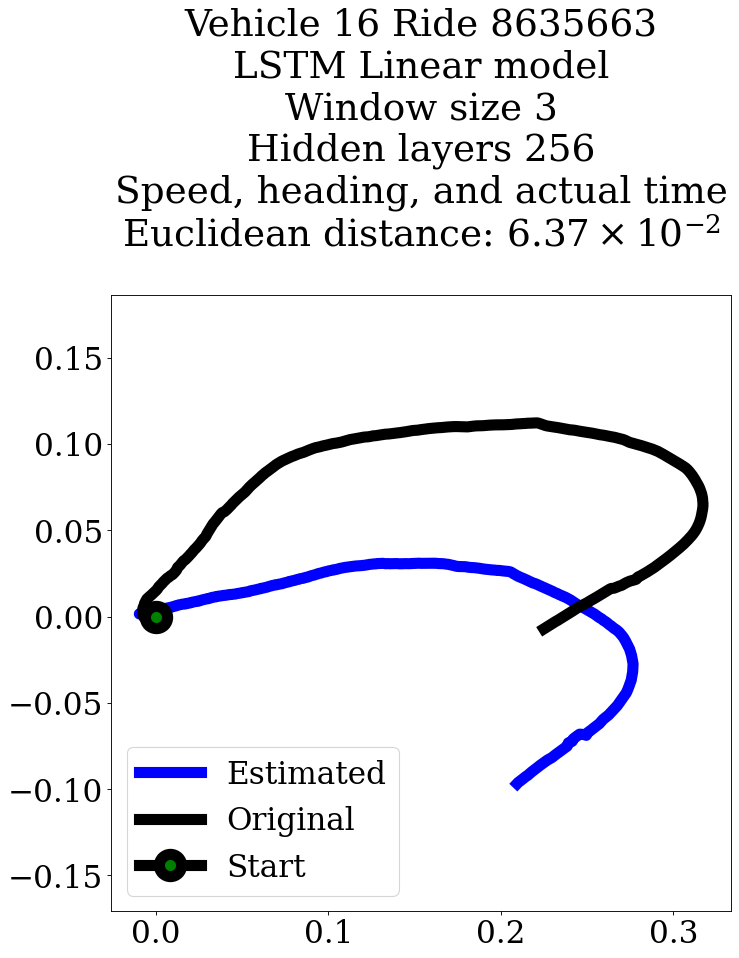 Vehicle 16 Ride 8635663
LSTM Linear model
Window size 3
Hidden layers 256
Speed, heading, and actual time
Euclidean distance: 6.37 × 10⁻²
0.15
0.10
0.05
0.00
−0.05
−0.10
−0.15
Estimated
Original
Start
0.0 0.1 0.2 0.3